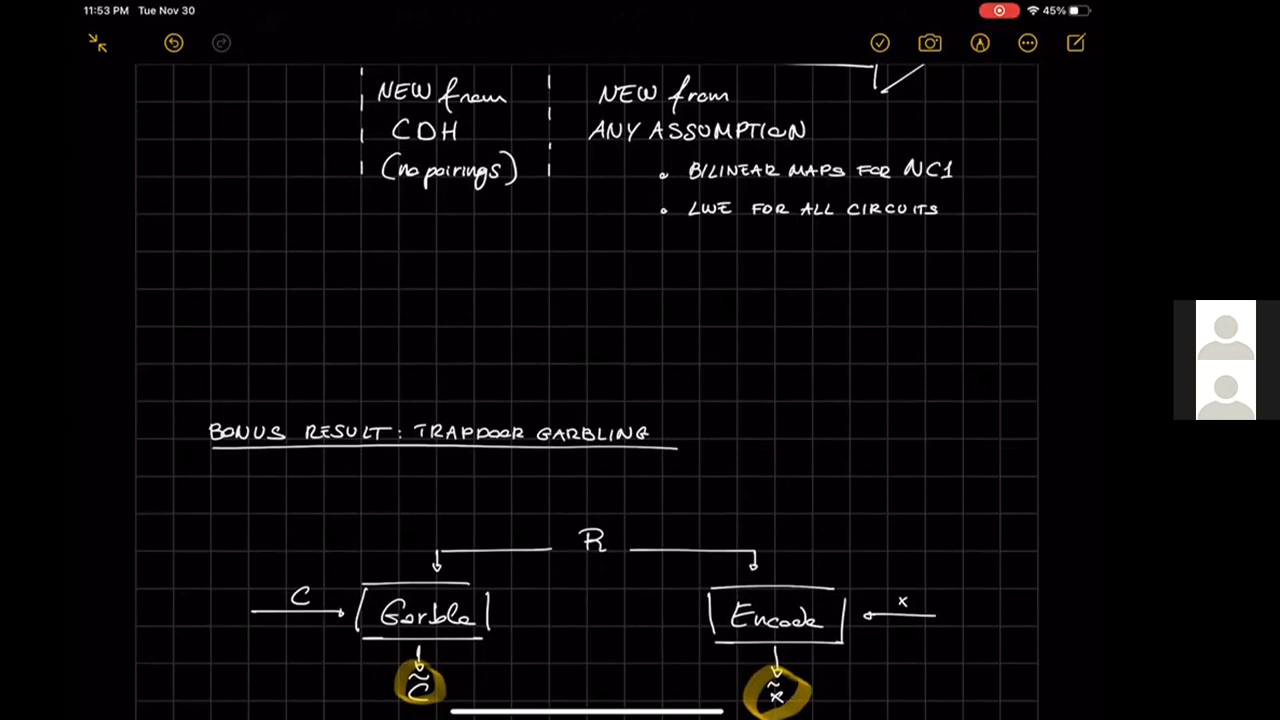 11:53 PM Tue Nov 30
45%
NEW from
CDH
(no pairings)
NEW from
ANY ASSUMPTION
BILINEAR MAPS FOR NC1
LWE FOR ALL CIRCUITS
BONUS RESULT: TRAPDOOR GARBLING
R
C
Garble
Encode
x
C̃
x̃